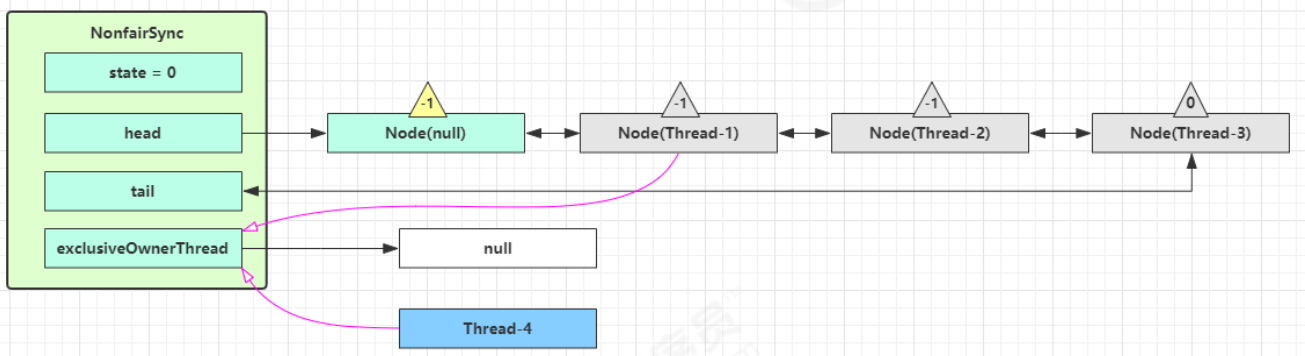 NonfairSync
state = 0
head
tail
exclusiveOwnerThread
-1
Node(null)
-1
Node(Thread-1)
-1
Node(Thread-2)
0
Node(Thread-3)
null
Thread-4